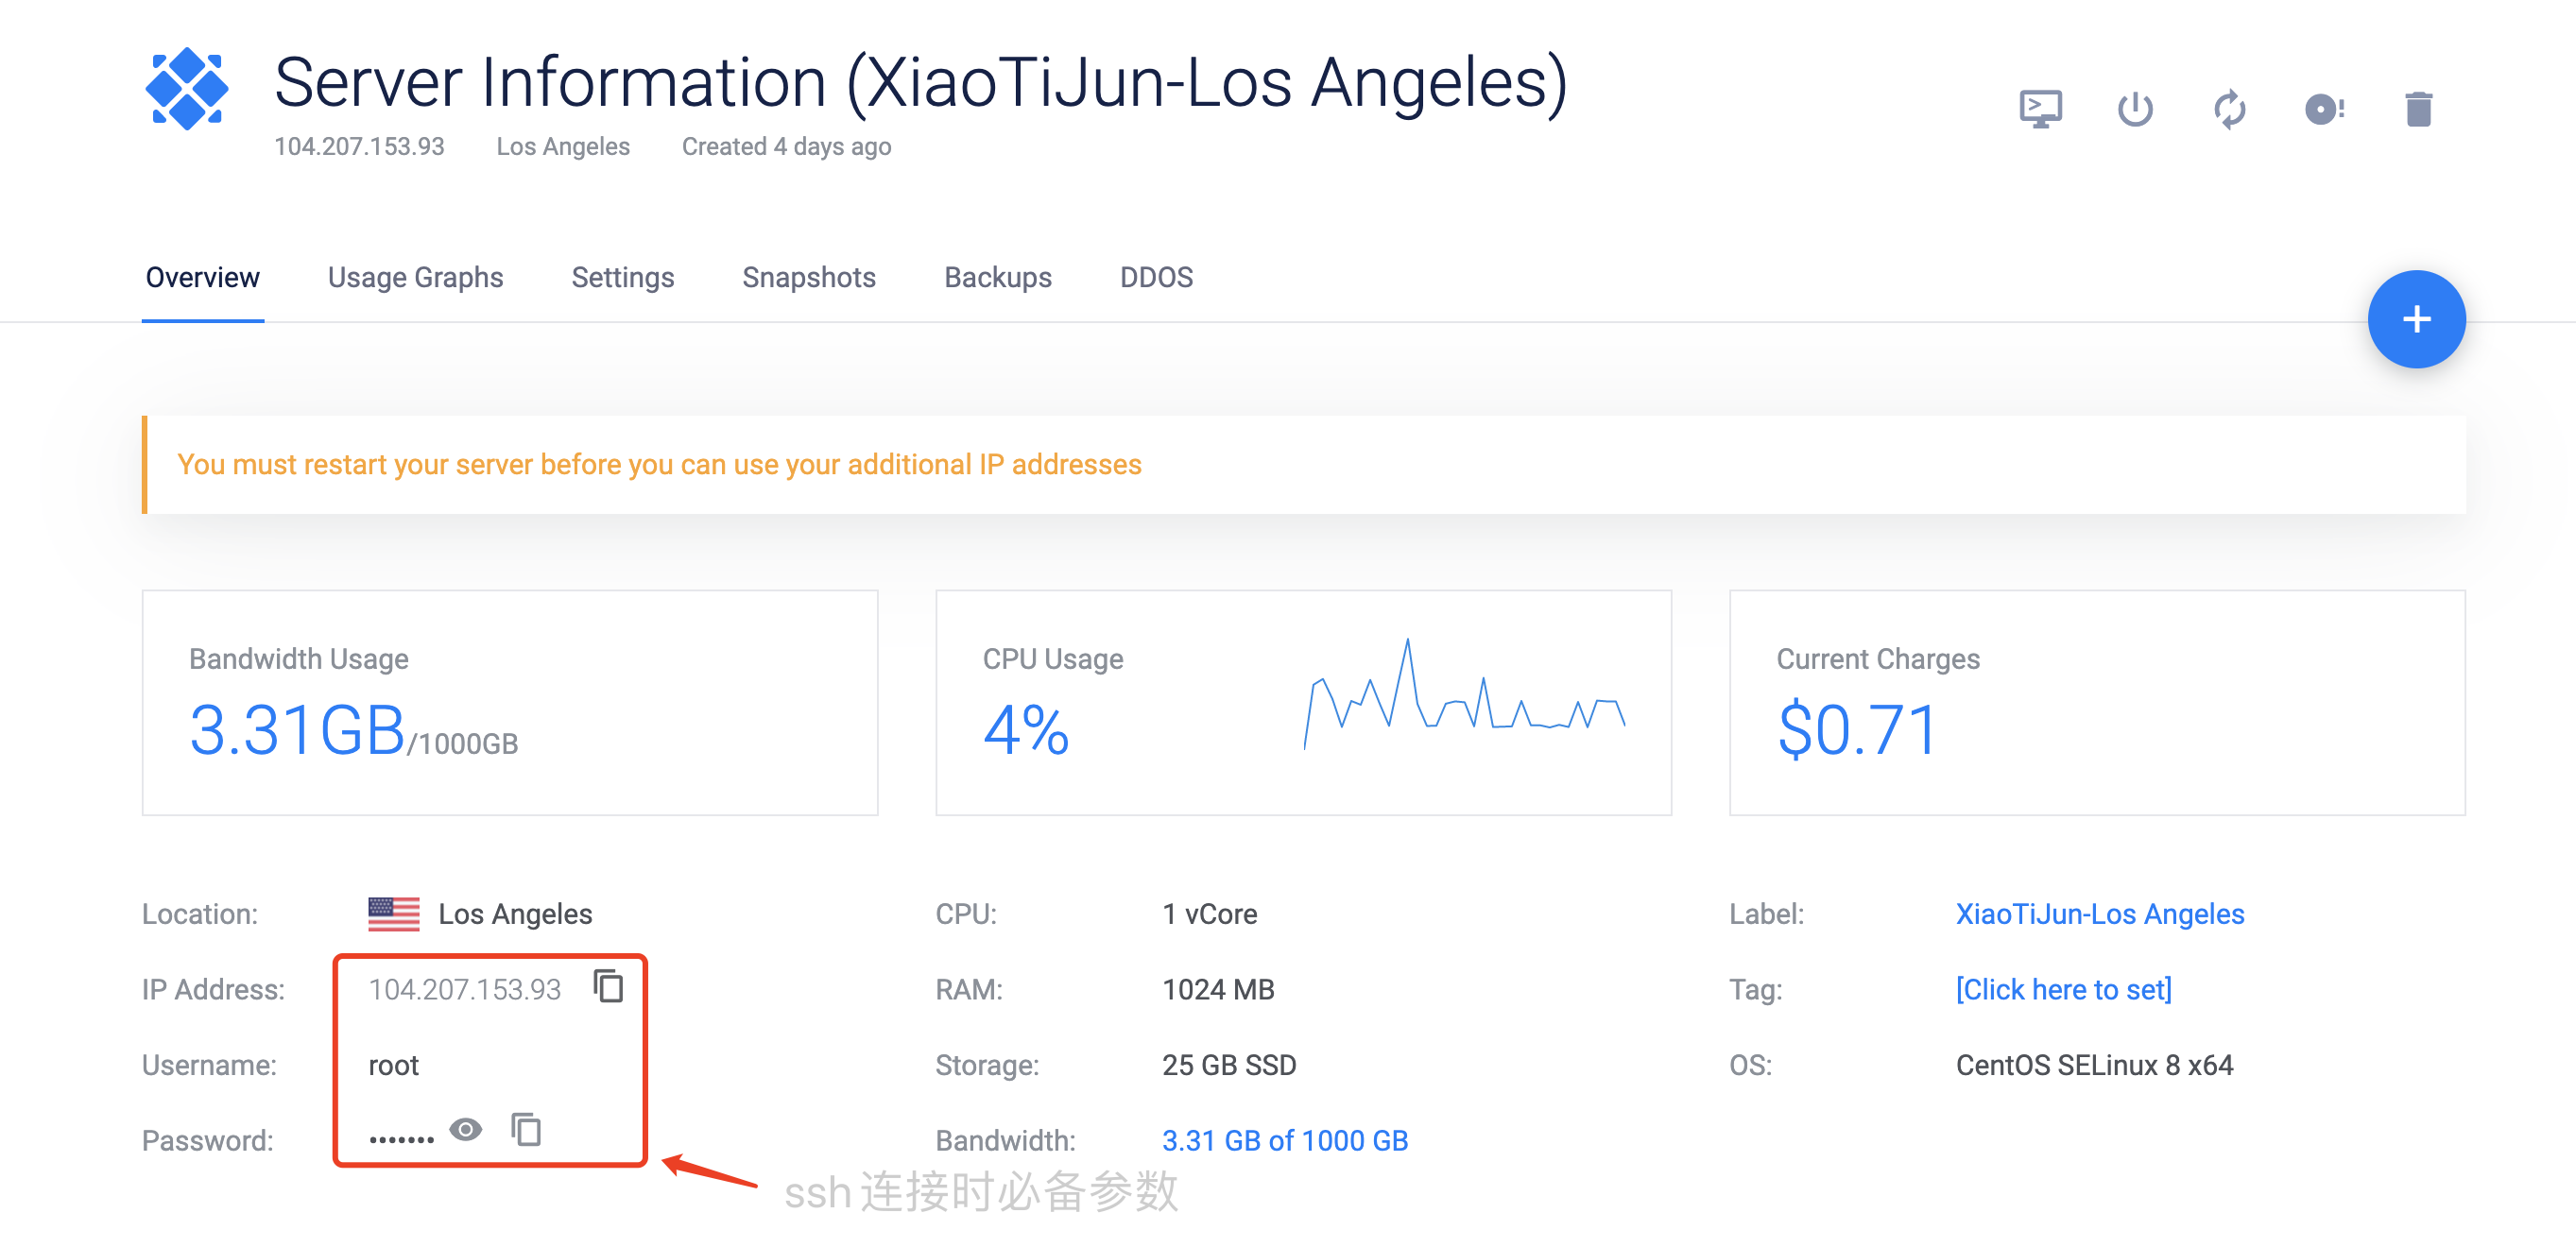 Server Information (XiaoTiJun-Los Angeles)
104.207.153.93 Los Angeles Created 4 days ago
Overview Usage Graphs Settings Snapshots Backups DDOS
You must restart your server before you can use your additional IP addresses
Bandwidth Usage
3.31GB/1000GB
CPU Usage
4%
Current Charges
$0.71
Location: Los Angeles
IP Address: 104.207.153.93
Username: root
Password: •••••••
CPU: 1 vCore
RAM: 1024 MB
Storage: 25 GB SSD
Bandwidth: 3.31 GB of 1000 GB
Label: XiaoTiJun-Los Angeles
Tag: [Click here to set]
OS: CentOS SELinux 8 x64
ssh 连接时必备参数